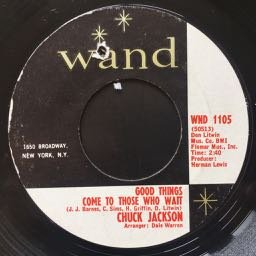 wand
WND 1105
(50513)
Don Litwin
Mus. Co. BMI
Flomar Mus., Inc.
Time: 2:40
Producer:
Herman Lewis
1650 BROADWAY,
NEW YORK, N.Y.
GOOD THINGS
COME TO THOSE WHO WAIT
(J. J. Barnes, C. Sims, H. Griffin, D. Litwin)
CHUCK JACKSON
Arranger: Dale Warren